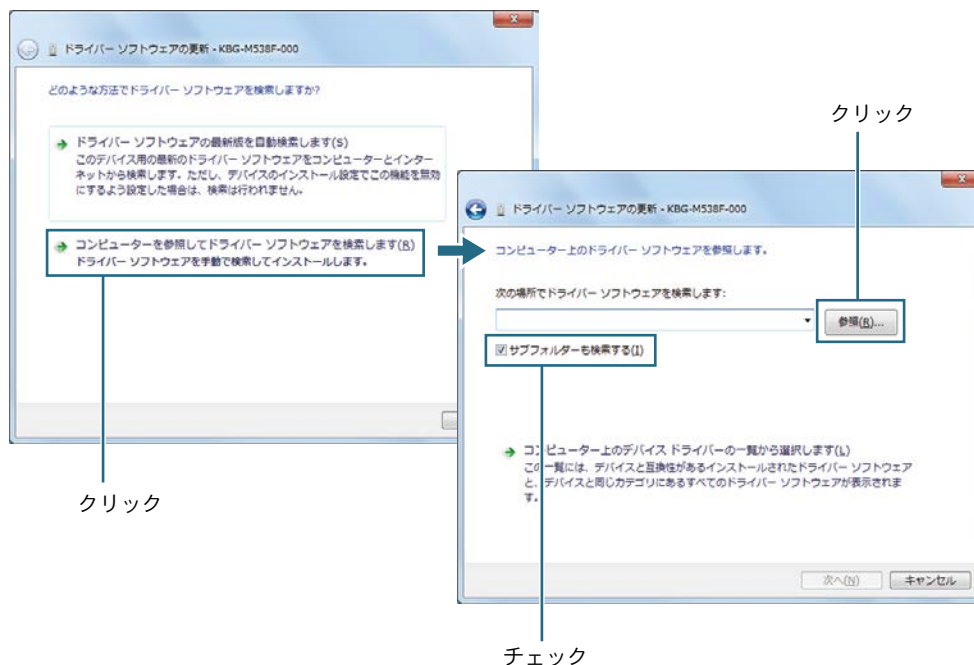 ドライバー ソフトウェアの更新 - KBG-M538F-000
どのような方法でドライバー ソフトウェアを検索しますか?
ドライバー ソフトウェアの最新版を自動検索します(S)
このデバイス用の最新のドライバー ソフトウェアをコンピューターとインター
ネットから検索します。ただし、デバイスのインストール設定でこの機能を無効
にするよう設定した場合は、検索は行われません。
コンピューターを参照してドライバー ソフトウェアを検索します(R)
ドライバー ソフトウェアを手動で検索してインストールします。
クリック
クリック
ドライバー ソフトウェアの更新 - KBG-M538F-000
コンピューター上のドライバー ソフトウェアを参照します。
次の場所でドライバー ソフトウェアを検索します:
参照(R)...
サブフォルダーも検索する(I)
コンピューター上のデバイス ドライバーの一覧から選択します(L)
この一覧には、デバイスと互換性があるインストールされたドライバー ソフトウェア
と、デバイスと同じカテゴリにあるすべてのドライバー ソフトウェアが表示されま
す。
次へ(N)
キャンセル
チェック